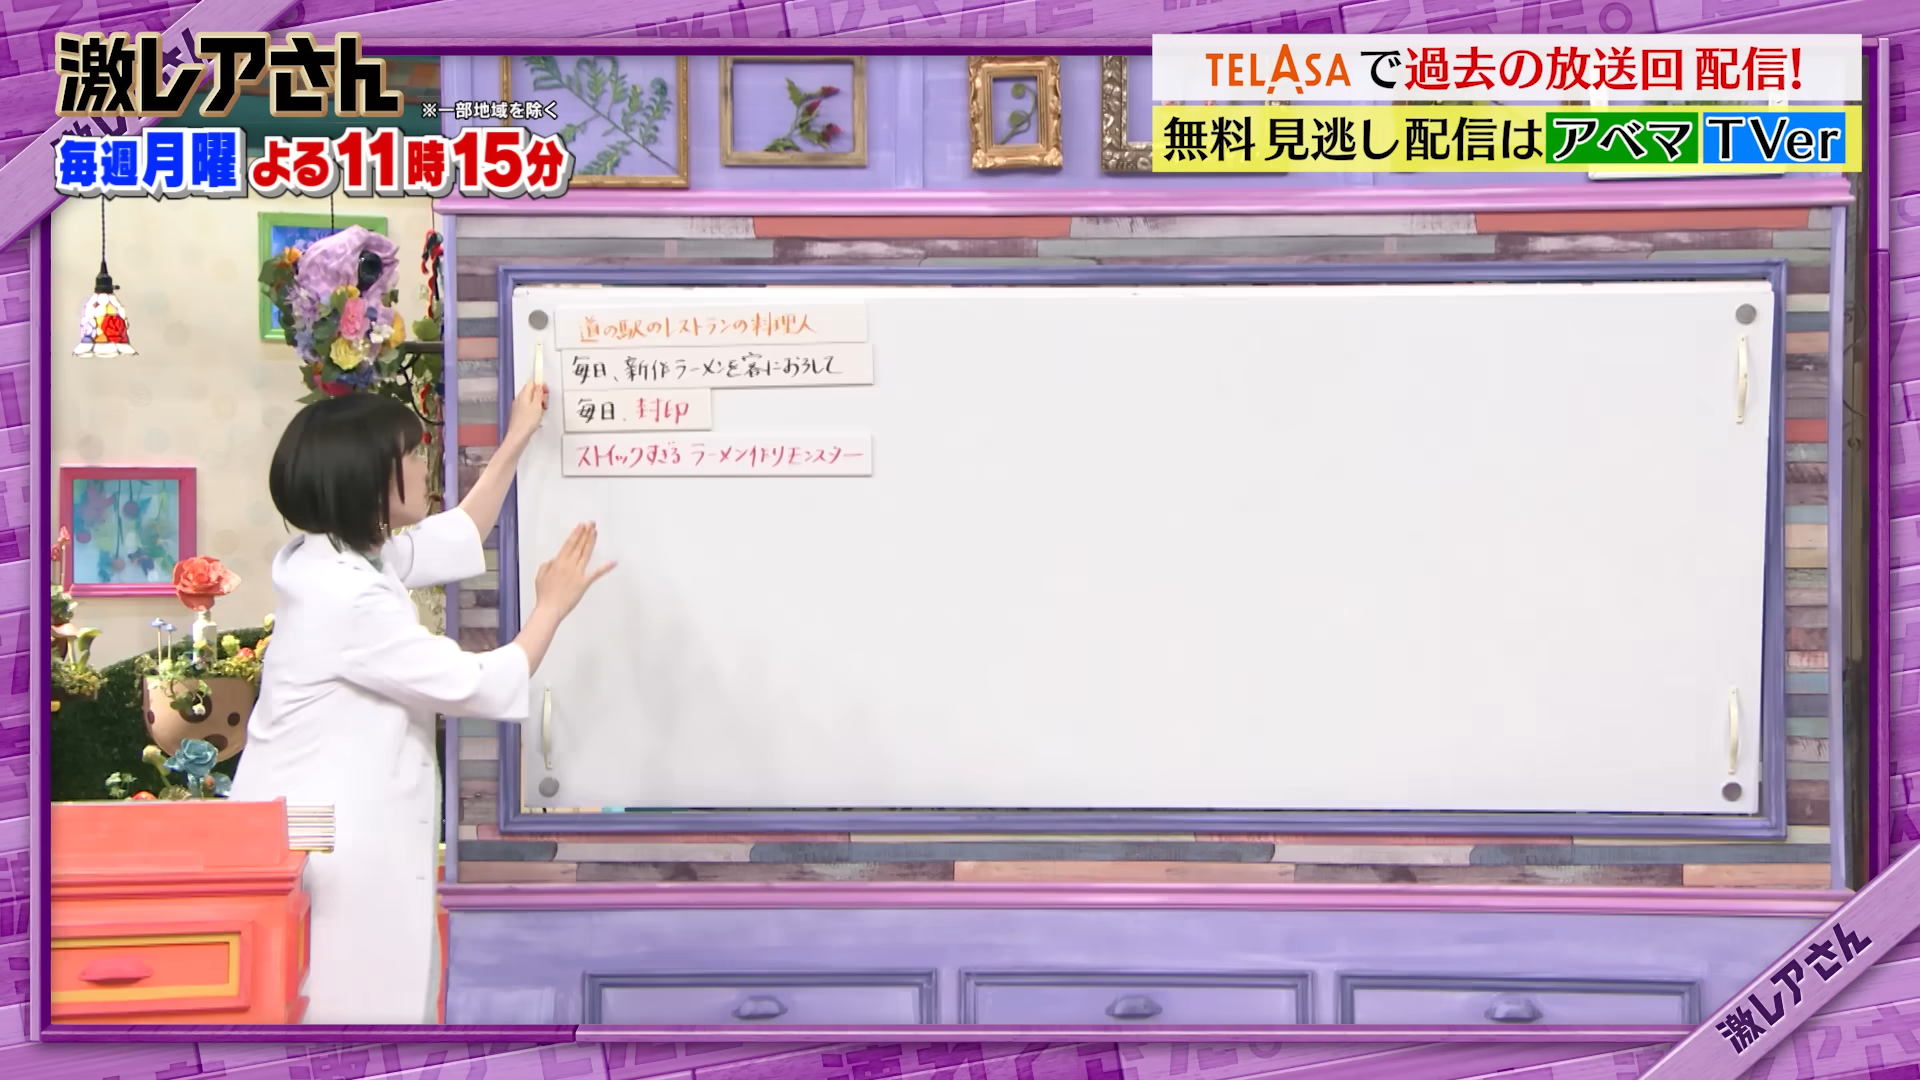 激レアさん
※一部地域を除く
毎週月曜よる11時15分
TELASAで過去の放送回 配信!
無料 見逃し配信はアベマ TVer
道の駅のレストランの料理人
毎日、新作ラーメンを客におろして
毎日、封印
ストイックすぎる ラーメン作りモンスター
激レアさん